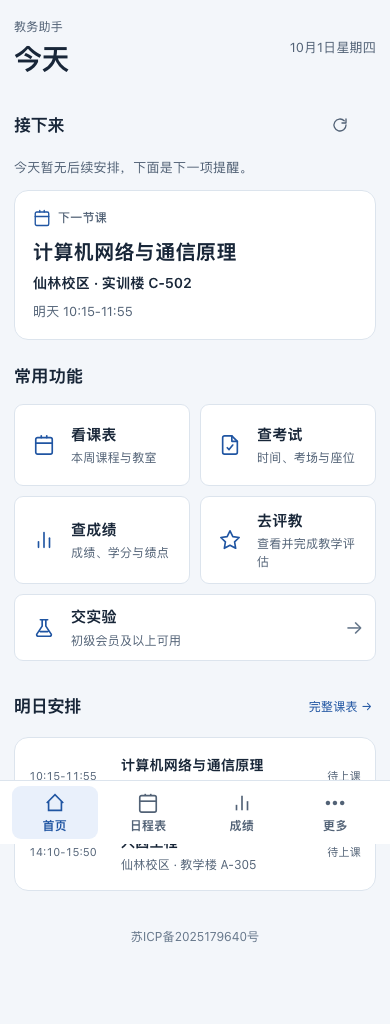 教务助手
今天
10月1日星期四
接下来
今天暂无后续安排，下面是下一项提醒。
下一节课
计算机网络与通信原理
仙林校区 · 实训楼 C-502
明天 10:15-11:55
常用功能
看课表
本周课程与教室
查考试
时间、考场与座位
查成绩
成绩、学分与绩点
去评教
查看并完成教学评
估
交实验
初级会员及以上可用
明日安排
完整课表 →
计算机网络与通信原理
10:15-11:55
待上课
首页
日程表
成绩
更多
14:10-15:50
待上课
仙林校区 · 教学楼 A-305
苏ICP备2025179640号